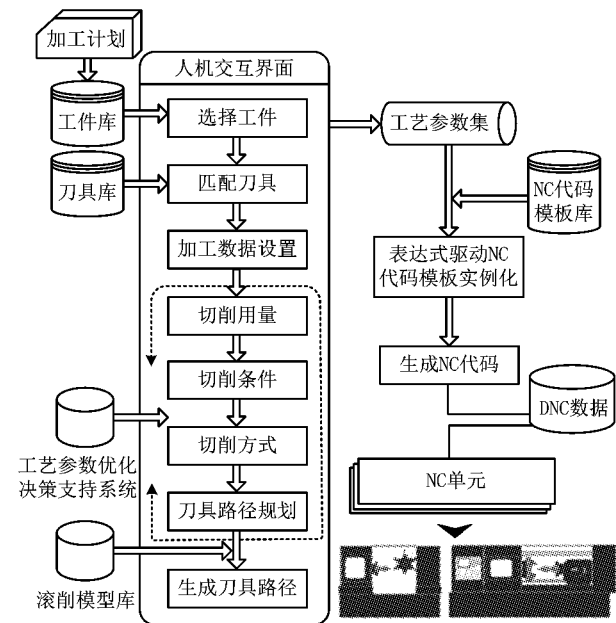 加工计划
工件库
刀具库
工艺参数优化
决策支持系统
滚削模型库
人机交互界面
选择工件
匹配刀具
加工数据设置
切削用量
切削条件
切削方式
刀具路径规划
生成刀具路径
工艺参数集
NC代码
模板库
表达式驱动NC
代码模板实例化
生成NC代码
DNC数据
NC单元